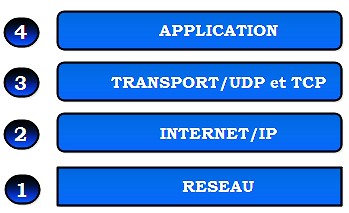 4 APPLICATION
3 TRANSPORT/UDP et TCP
2 INTERNET/IP
1 RESEAU